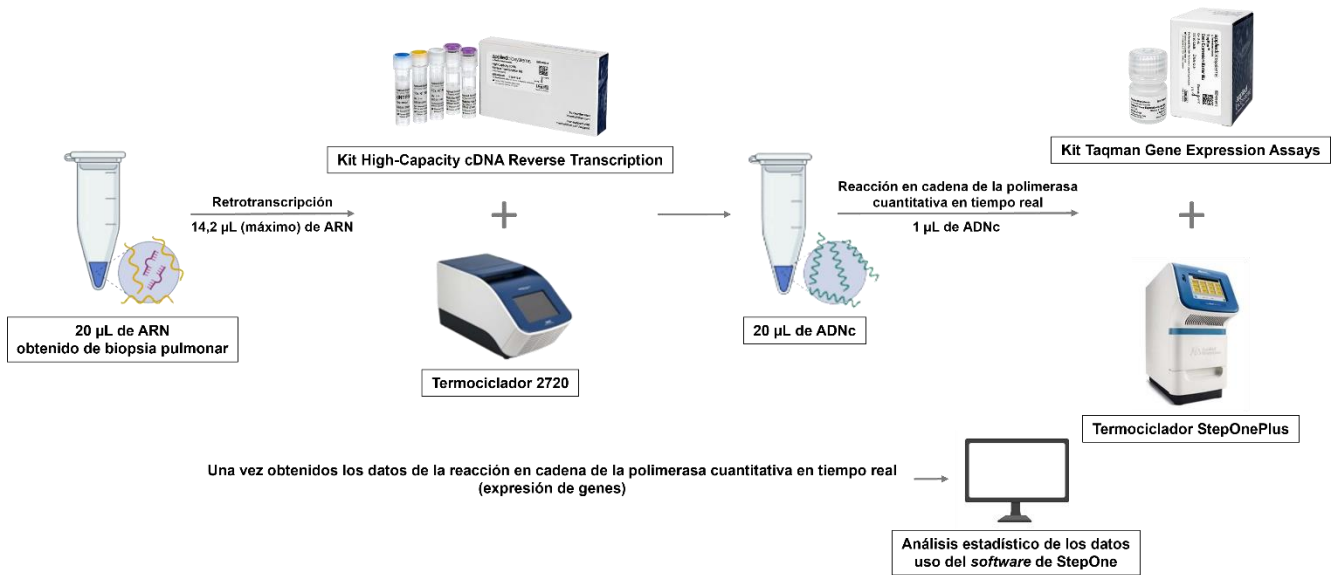 appliedbiosystems
Kit High-Capacity cDNA Reverse Transcription
Kit Taqman Gene Expression Assays
Retrotranscripción
14,2 µL (máximo) de ARN
Reacción en cadena de la polimerasa
cuantitativa en tiempo real
1 µL de ADNc
20 µL de ARN
obtenido de biopsia pulmonar
Termociclador 2720
20 µL de ADNc
Termociclador StepOnePlus
Una vez obtenidos los datos de la reacción en cadena de la polimerasa cuantitativa en tiempo real
(expresión de genes)
Análisis estadístico de los datos
uso del software de StepOne